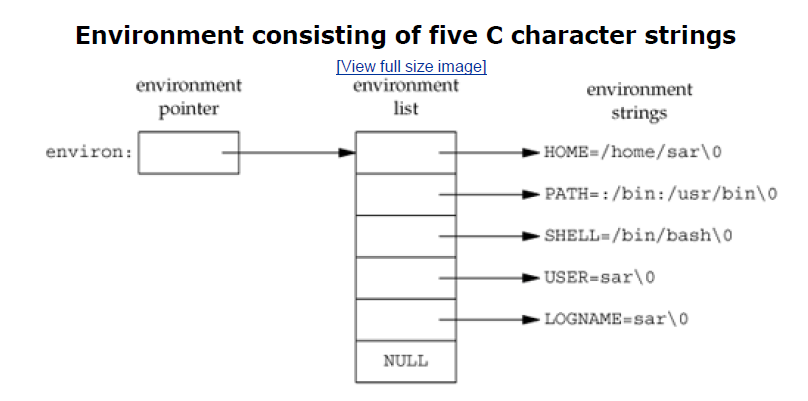 Environment consisting of five C character strings
[View full size image]
environment
pointer
environment
list
environment
strings
environ:
HOME=/home/sar\0
PATH=:/bin:/usr/bin\0
SHELL=/bin/bash\0
USER=sar\0
LOGNAME=sar\0
NULL